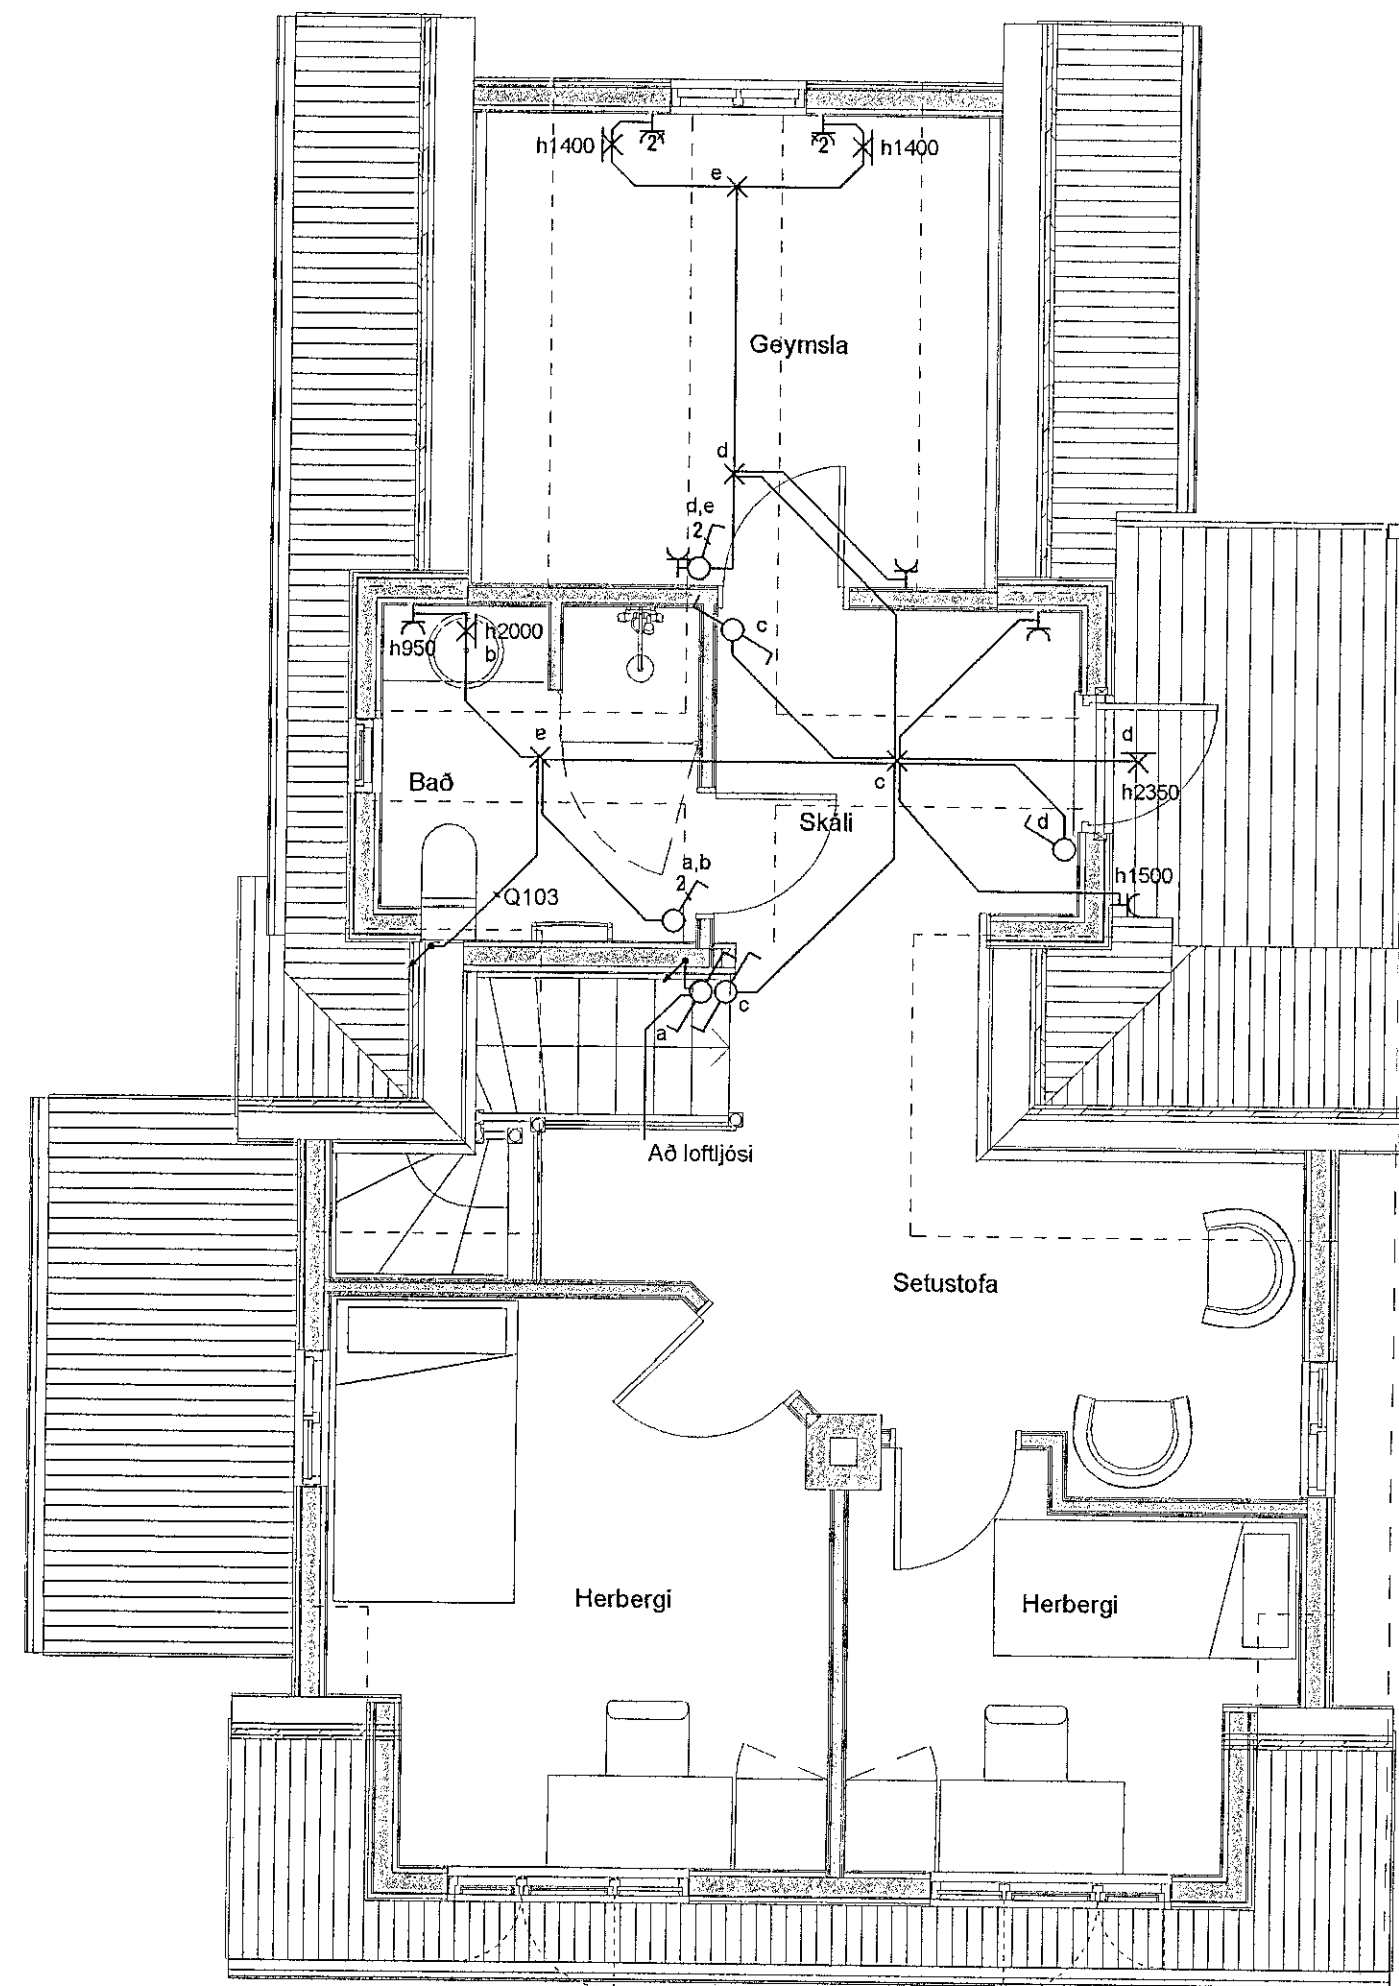 h1400
2
2
h1400
e
Geymsla
d
d,e
2
c
h950
h2000
b
e
d
Bað
c
h2350
Skáli
d
a,b
2
h1500
Q103
c
a
Að loftljósi
Setustofa
Herbergi
Herbergi